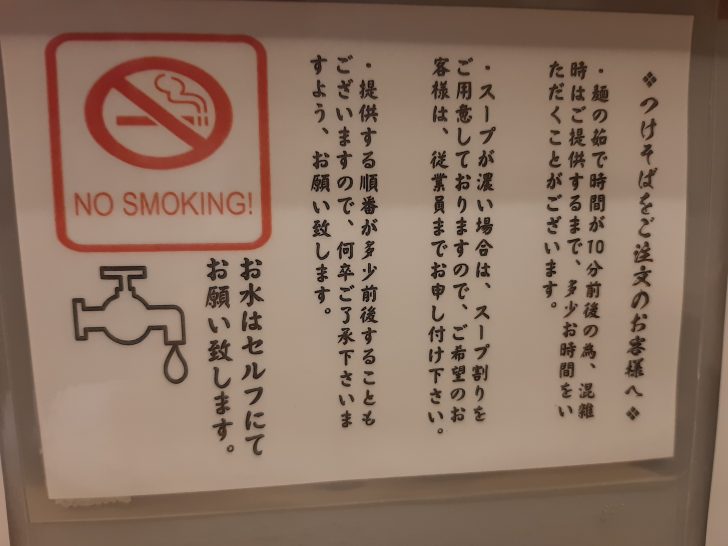 ❖つけそばをご注文のお客様へ❖
・麺の茹で時間が10分前後の為、混雑
時はご提供するまで、多少お時間をい
ただくことがございます。
・スープが濃い場合は、スープ割りを
ご用意しておりますので、ご希望のお
客様は、従業員までお申し付け下さい。
・提供する順番が多少前後することも
ございますので、何卒ご了承下さいま
すよう、お願い致します。
NO SMOKING!
お水はセルフにて
お願い致します。